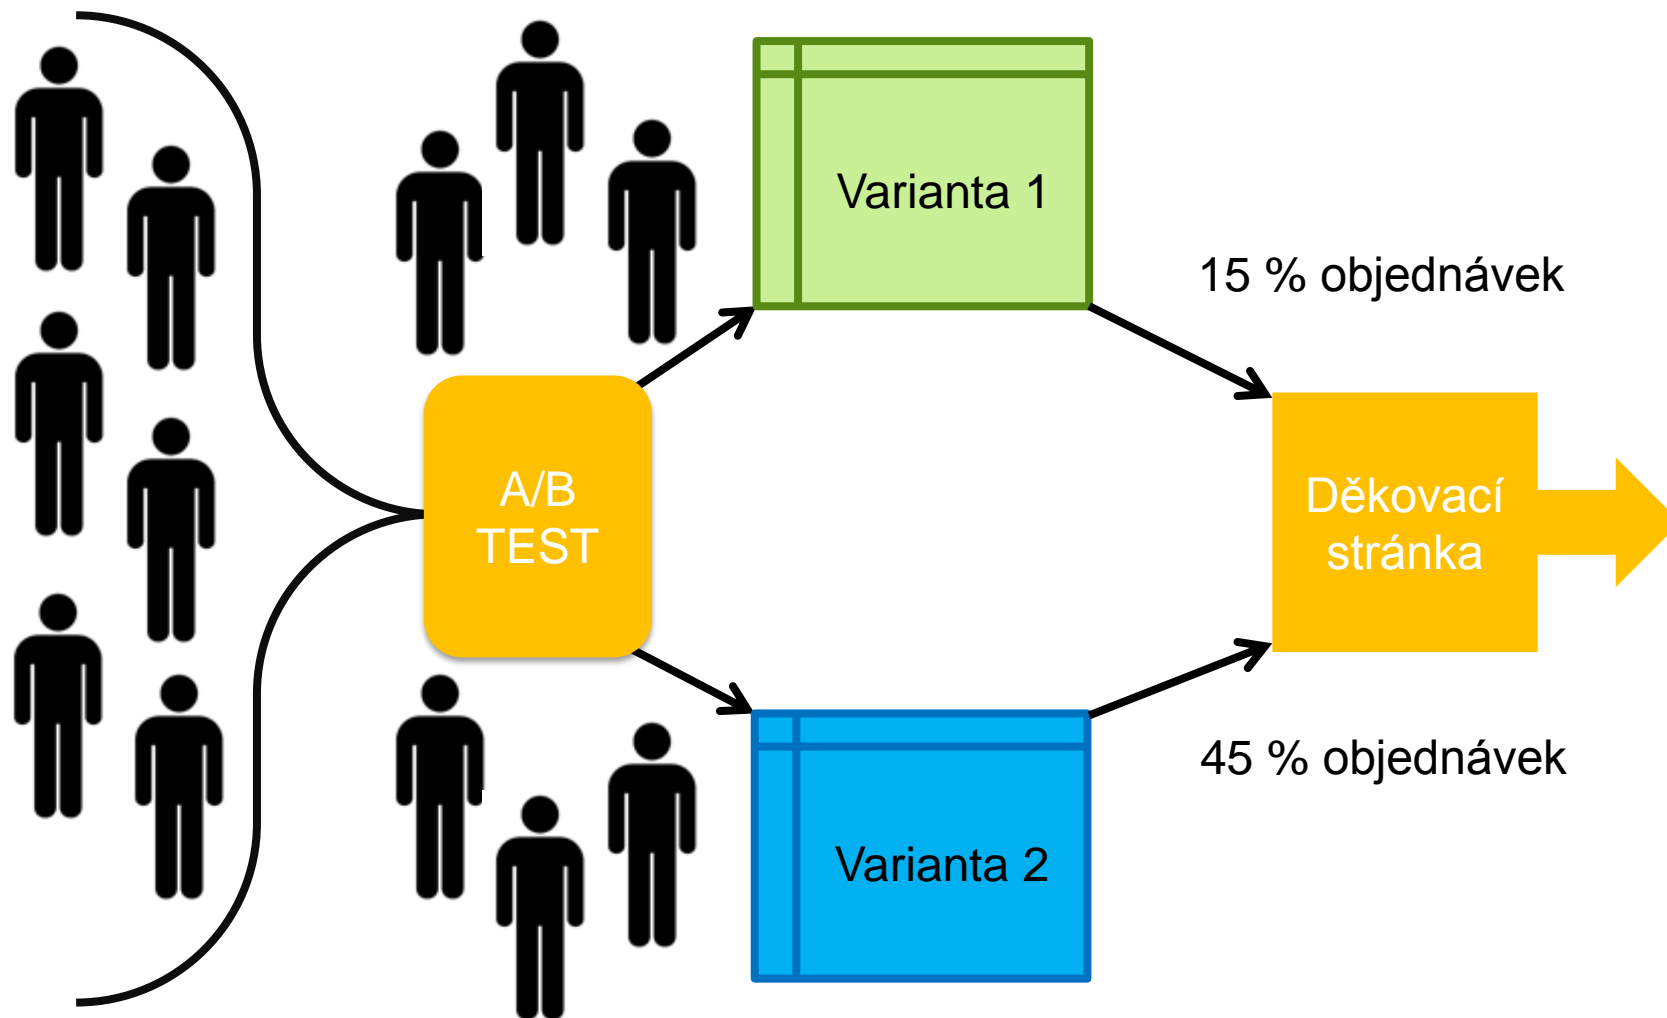 Varianta 1
15 % objednávek
A/B
TEST
Děkovací
stránka
45 % objednávek
Varianta 2